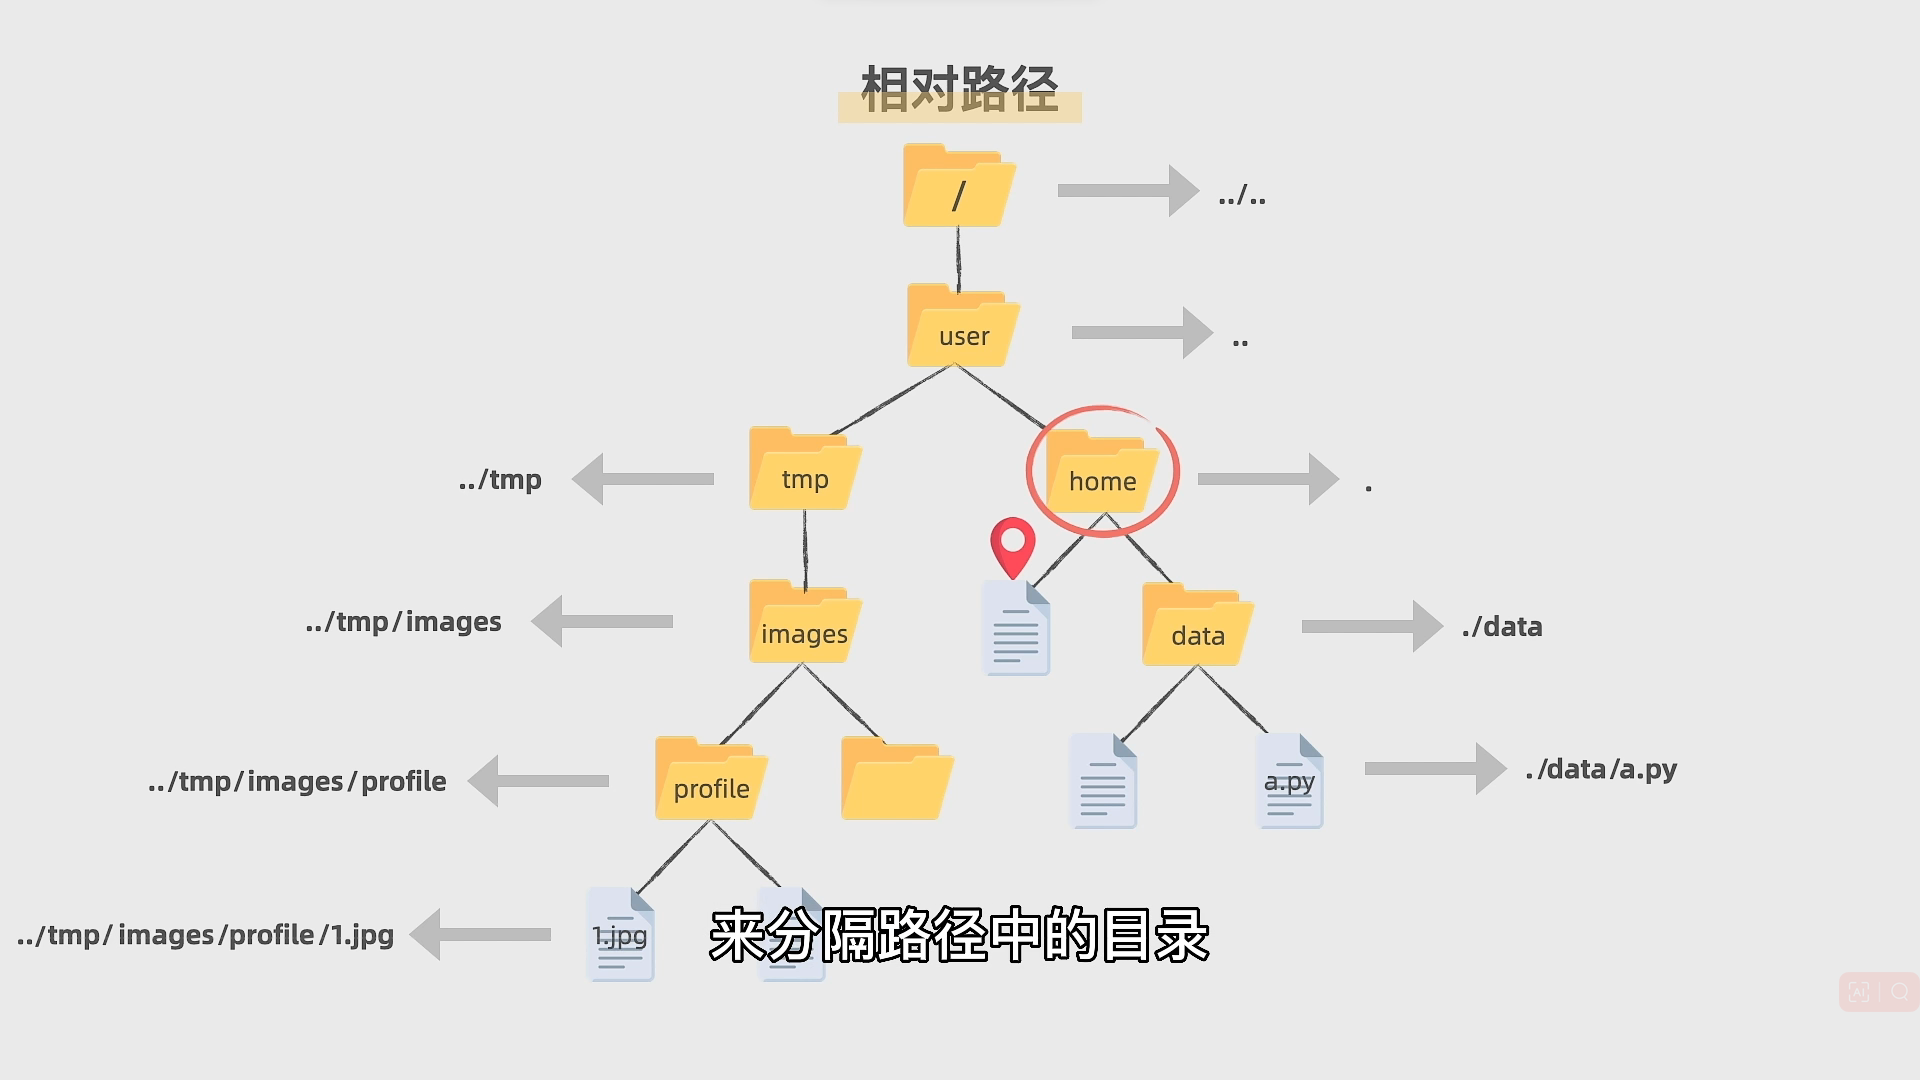 相对路径
/
../..
user
..
../tmp
tmp
home
.
../tmp/images
images
data
./data
../tmp/images/profile
profile
a.py
./data/a.py
../tmp/images/profile/1.jpg
1.jpg
来分隔路径中的目录
AI